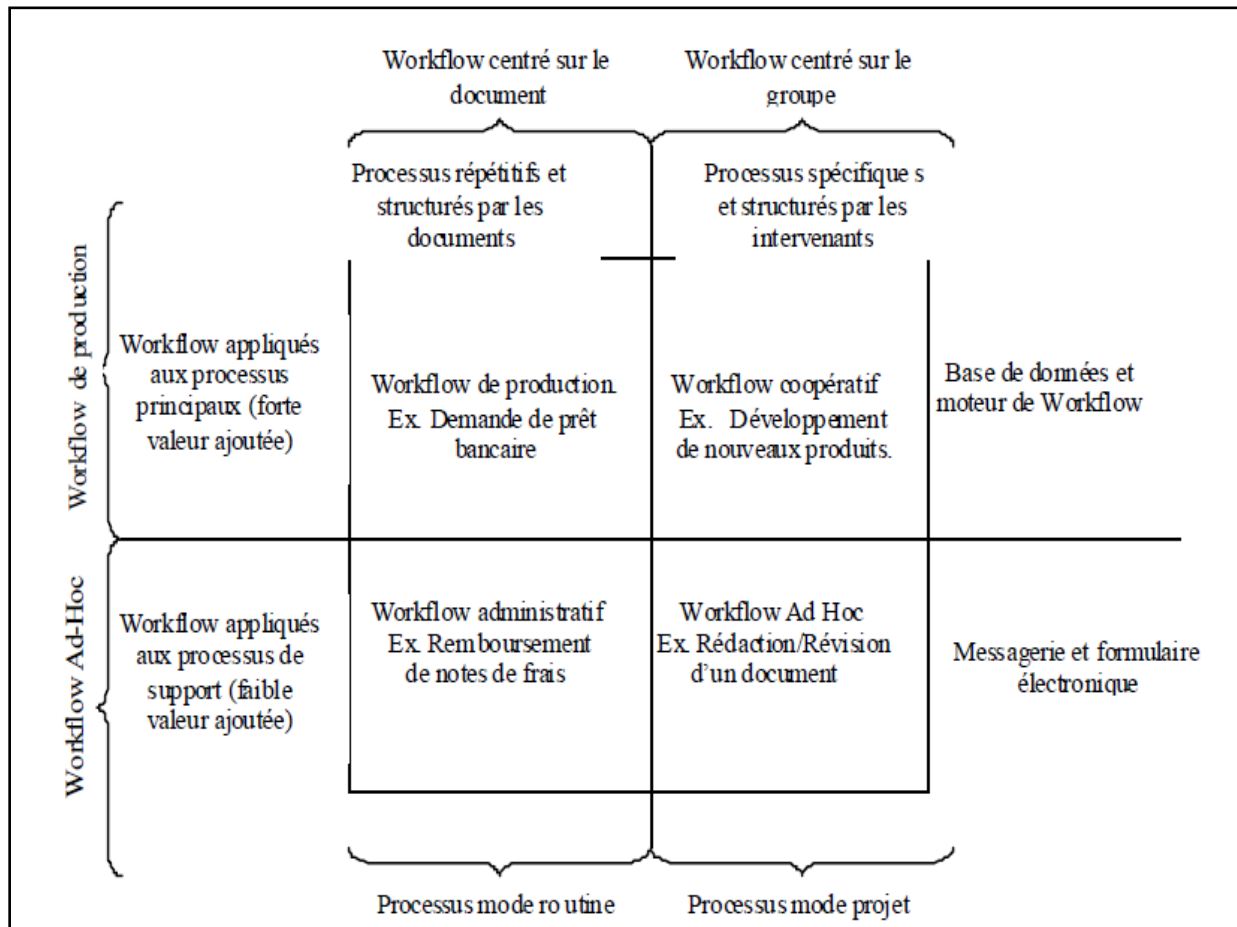 Workflow centré sur le
document
Workflow centré sur le
groupe
Processus répétitifs et
structurés par les
documents
Processus spécifique s
et structurés par les
intervenants
Workflow de production
Workflow appliqués
aux processus
principaux (forte
valeur ajoutée)
Workflow de production.
Ex. Demande de prêt
bancaire
Workflow coopératif
Ex. Développement
de nouveaux produits.
Base de données et
moteur de Workflow
Workflow Ad-Hoc
Workflow appliqués
aux processus de
support (faible
valeur ajoutée)
Workflow administratif
Ex. Remboursement
de notes de frais
Workflow Ad Hoc
Ex. Rédaction/Révision
d'un document
Messagerie et formulaire
électronique
Processus mode routine
Processus mode projet